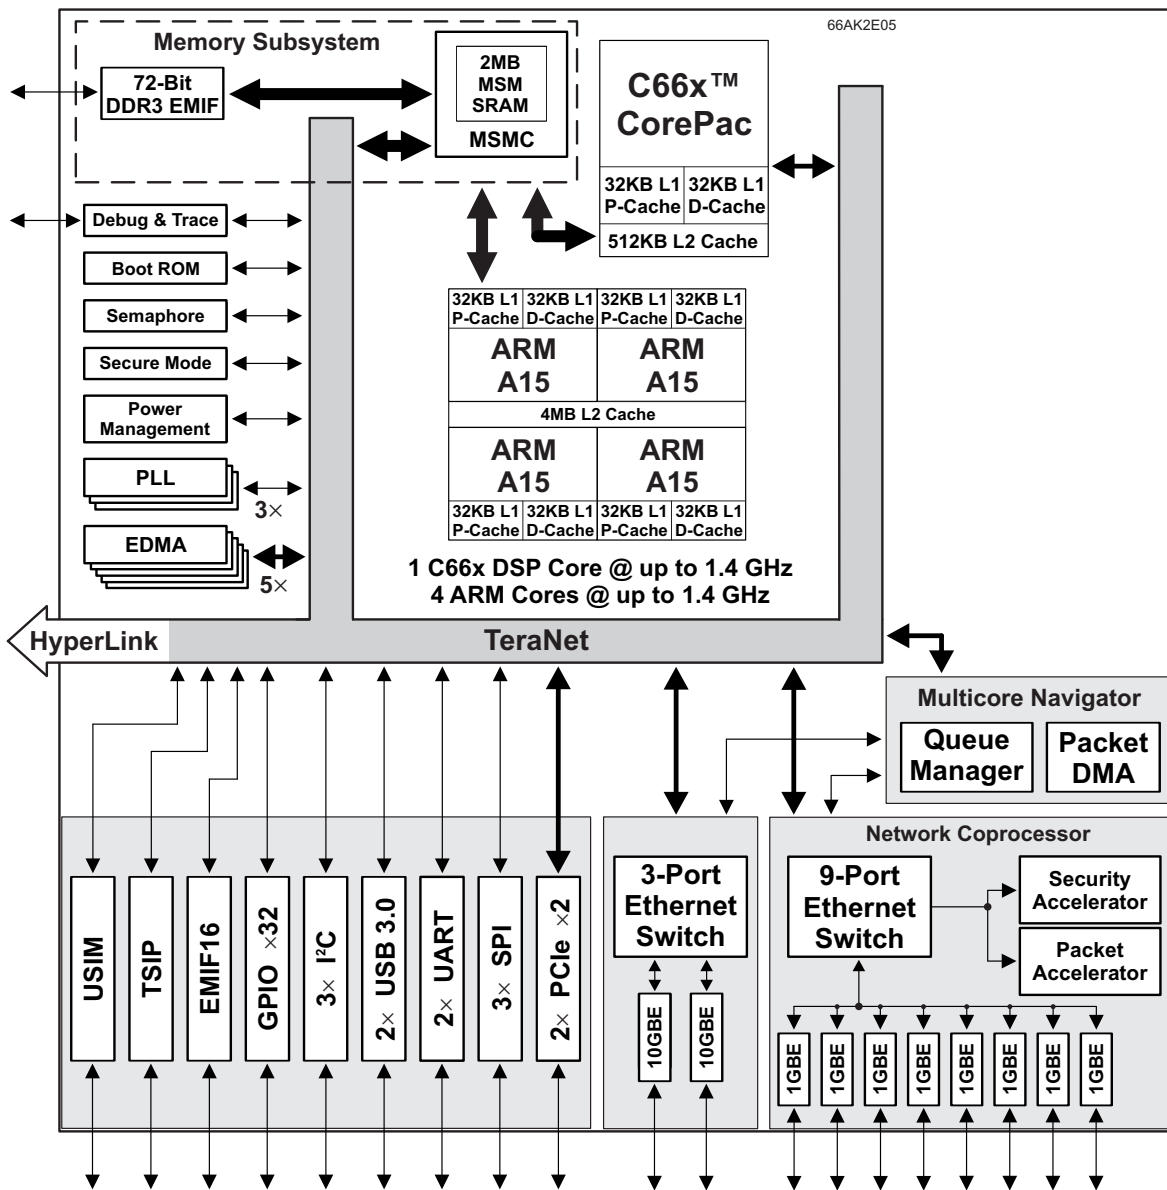 66AK2E05
Memory Subsystem
72-Bit
DDR3 EMIF
2MB
MSM
SRAM
MSMC
C66x™
CorePac
32KB L1
P-Cache
32KB L1
D-Cache
512KB L2 Cache
Debug & Trace
Boot ROM
Semaphore
Secure Mode
Power
Management
PLL
3×
EDMA
5×
32KB L1
P-Cache
32KB L1
D-Cache
32KB L1
P-Cache
32KB L1
D-Cache
ARM
A15
ARM
A15
4MB L2 Cache
ARM
A15
ARM
A15
32KB L1
P-Cache
32KB L1
D-Cache
32KB L1
P-Cache
32KB L1
D-Cache
1 C66x DSP Core @ up to 1.4 GHz
4 ARM Cores @ up to 1.4 GHz
HyperLink
TeraNet
Multicore Navigator
Queue
Manager
Packet
DMA
USIM
TSIP
EMIF16
GPIO ×32
3× I²C
2× USB 3.0
2× UART
3× SPI
2× PCIe ×2
3-Port
Ethernet
Switch
10GBE
10GBE
Network Coprocessor
9-Port
Ethernet
Switch
Security
Accelerator
Packet
Accelerator
1GBE
1GBE
1GBE
1GBE
1GBE
1GBE
1GBE
1GBE